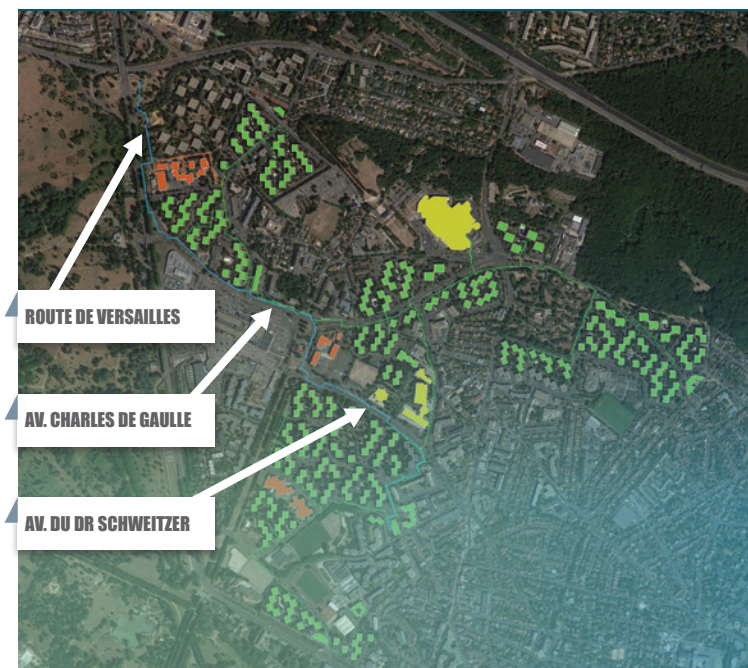 ROUTE DE VERSAILLES
AV. CHARLES DE GAULLE
AV. DU DR SCHWEITZER